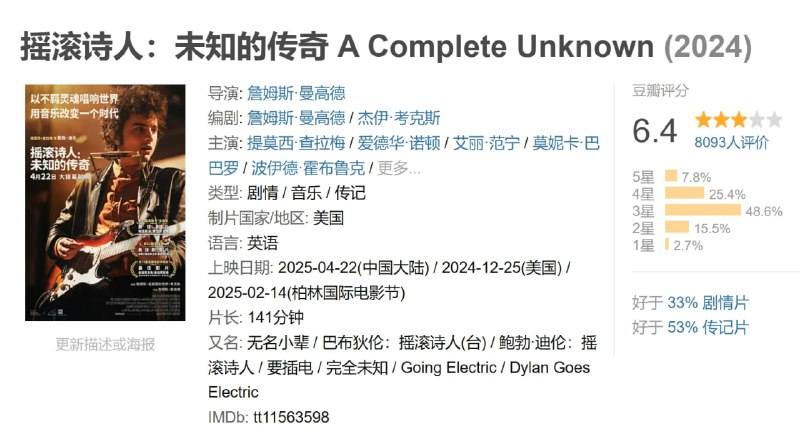 摇滚诗人：未知的传奇 A Complete Unknown (2024)
以不羁灵魂唱响世界
用音乐改变一个时代
摇滚诗人：
未知的传奇
4月22日
更新描述或海报
导演: 詹姆斯·曼高德
编剧: 詹姆斯·曼高德 / 杰伊·考克斯
主演: 提莫西·查拉梅 / 爱德华·诺顿 / 艾丽·范宁 / 莫妮卡·巴
巴罗 / 波伊德·霍布鲁克 / 更多...
类型: 剧情 / 音乐 / 传记
制片国家/地区: 美国
语言: 英语
上映日期: 2025-04-22(中国大陆) / 2024-12-25(美国) /
2025-02-14(柏林国际电影节)
片长: 141分钟
又名: 无名小辈 / 巴布狄伦：摇滚诗人(台) / 鲍勃·迪伦：摇
滚诗人 / 要插电 / 完全未知 / Going Electric / Dylan Goes
Electric
IMDb: tt11563598
豆瓣评分
6.4
8093人评价
5星 7.8%
4星 25.4%
3星 48.6%
2星 15.5%
1星 2.7%
好于 33% 剧情片
好于 53% 传记片